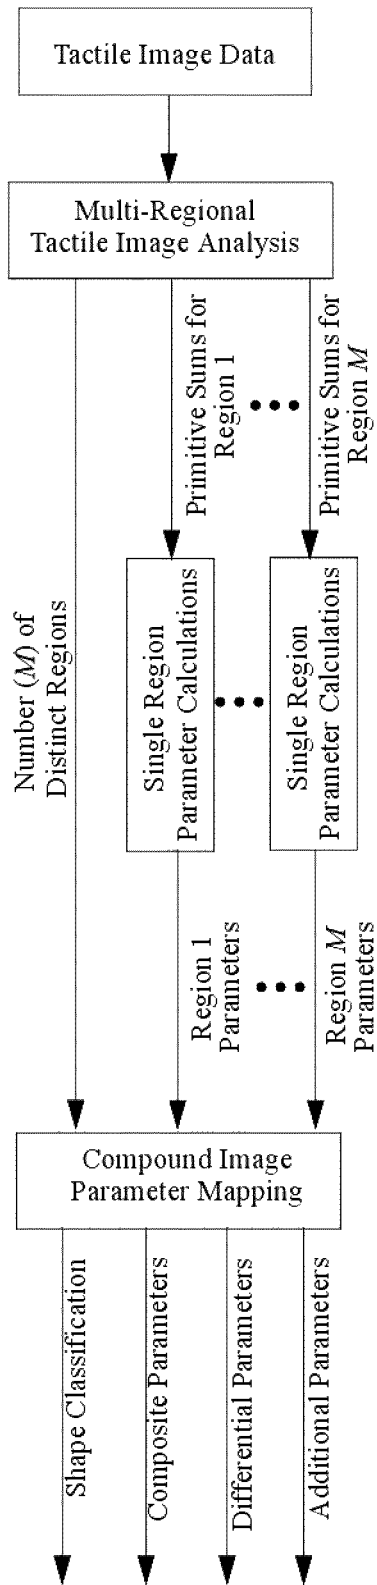 Tactile Image Data
Multi-Regional
Tactile Image Analysis
Primitive Sums for
Region 1
Primitive Sums for
Region M
Number (M) of
Distinct Regions
Single Region
Parameter Calculations
Single Region
Parameter Calculations
Region 1
Parameters
Region M
Parameters
Compound Image
Parameter Mapping
Shape Classification
Composite Parameters
Differential Parameters
Additional Parameters